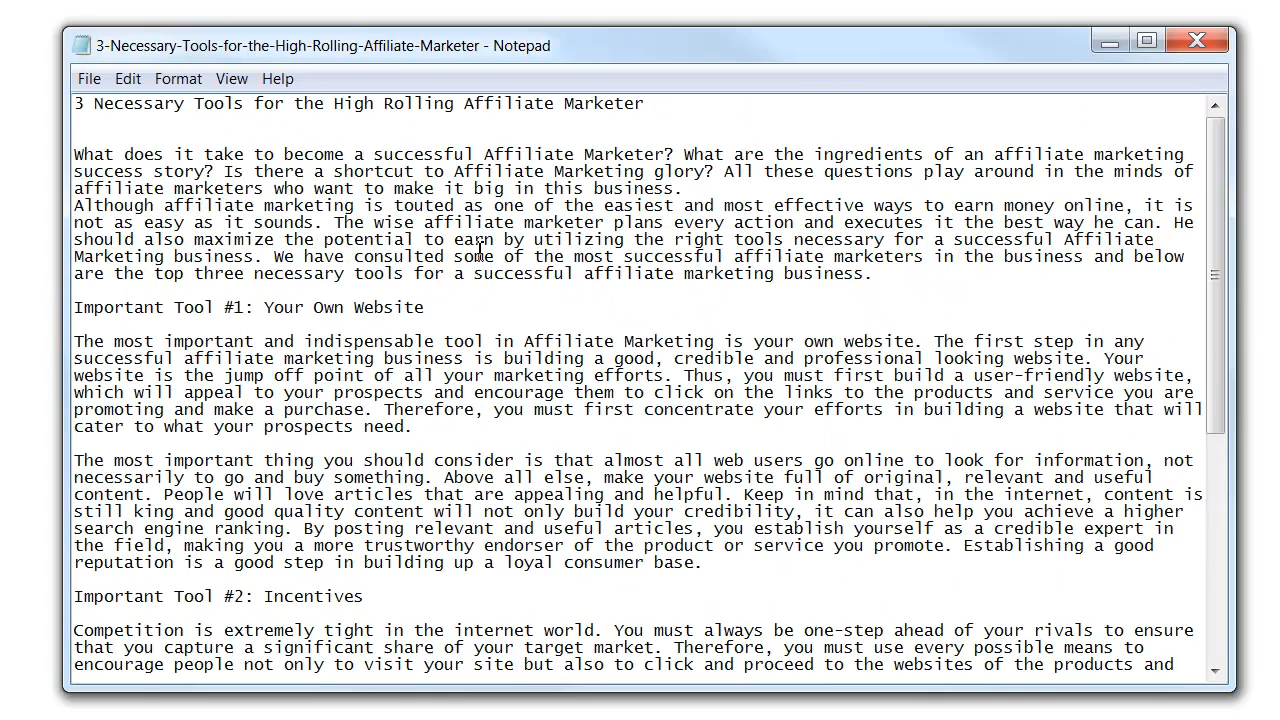 3-Necessary-Tools-for-the-High-Rolling-Affiliate-Marketer - Notepad
File Edit Format View Help
3 Necessary Tools for the High Rolling Affiliate Marketer
What does it take to become a successful Affiliate Marketer? What are the ingredients of an affiliate marketing
success story? Is there a shortcut to Affiliate Marketing glory? All these questions play around in the minds of
affiliate marketers who want to make it big in this business.
Although affiliate marketing is touted as one of the easiest and most effective ways to earn money online, it is
not as easy as it sounds. The wise affiliate marketer plans every action and executes it the best way he can. He
should also maximize the potential to earn by utilizing the right tools necessary for a successful Affiliate
Marketing business. We have consulted some of the most successful affiliate marketers in the business and below
are the top three necessary tools for a successful affiliate marketing business.
Important Tool #1: Your Own Website
The most important and indispensable tool in Affiliate Marketing is your own website. The first step in any
successful affiliate marketing business is building a good, credible and professional looking website. Your
website is the jump off point of all your marketing efforts. Thus, you must first build a user-friendly website,
which will appeal to your prospects and encourage them to click on the links to the products and service you are
promoting and make a purchase. Therefore, you must first concentrate your efforts in building a website that will
cater to what your prospects need.
The most important thing you should consider is that almost all web users go online to look for information, not
necessarily to go and buy something. Above all else, make your website full of original, relevant and useful
content. People will love articles that are appealing and helpful. Keep in mind that, in the internet, content is
still king and good quality content will not only build your credibility, it can also help you achieve a higher
search engine ranking. By posting relevant and useful articles, you establish yourself as a credible expert in
the field, making you a more trustworthy endorser of the product or service you promote. Establishing a good
reputation is a good step in building up a loyal consumer base.
Important Tool #2: Incentives
Competition is extremely tight in the internet world. You must always be one-step ahead of your rivals to ensure
that you capture a significant share of your target market. Therefore, you must use every possible means to
encourage people not only to visit your site but also to click and proceed to the websites of the products and